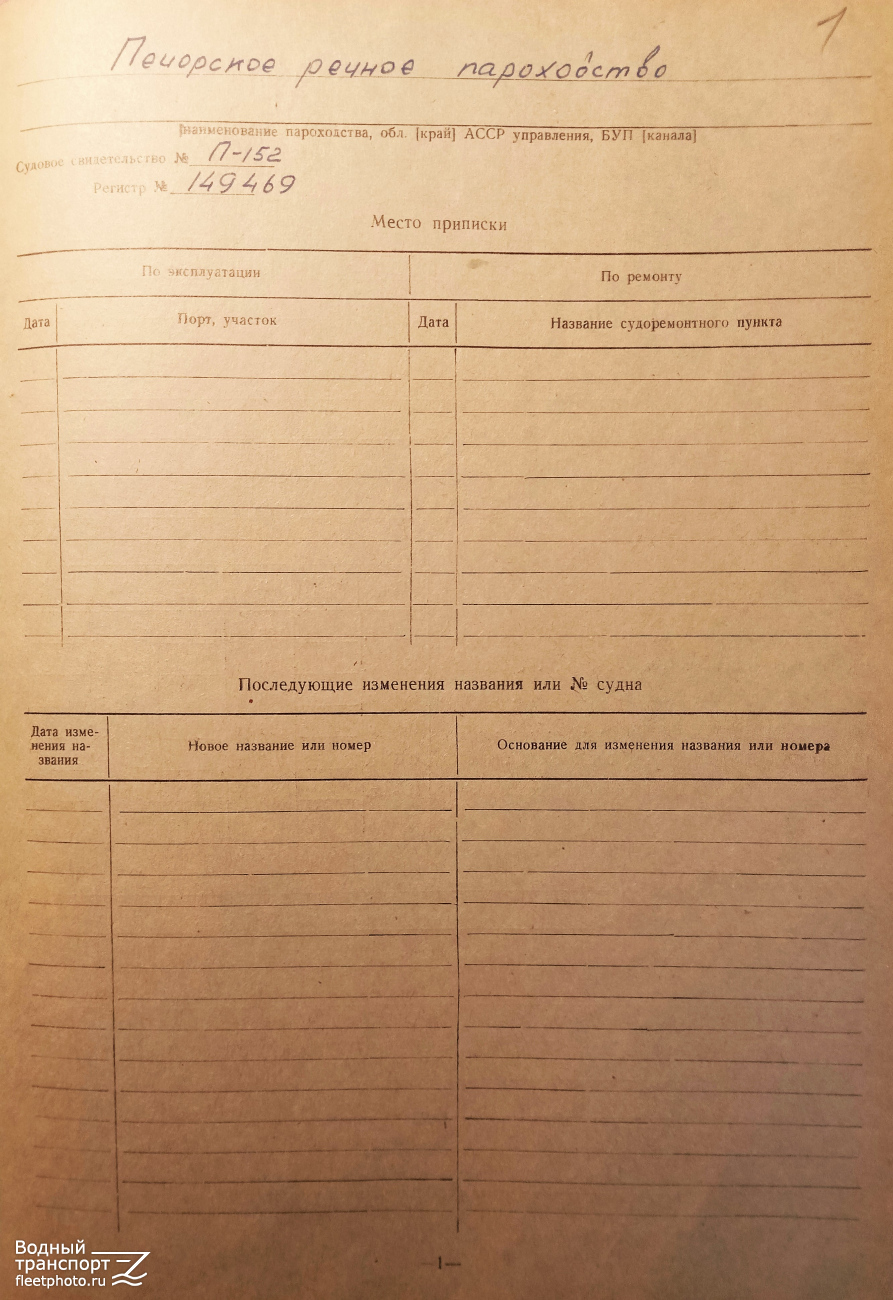 1
Печорское речное пароходство
[наименование пароходства, обл. [край] АССР управления, БУП [канала]
Судовое свидетельство № П-152
Регистр № 149469
Место приписки
По эксплуатации По ремонту
Дата Порт, участок Дата Название судоремонтного пункта
Последующие изменения названия или № судна
Дата изме-
нения на-
звания
Новое название или номер
Основание для изменения названия или номера
—1—
Водный
транспорт
fleetphoto.ru